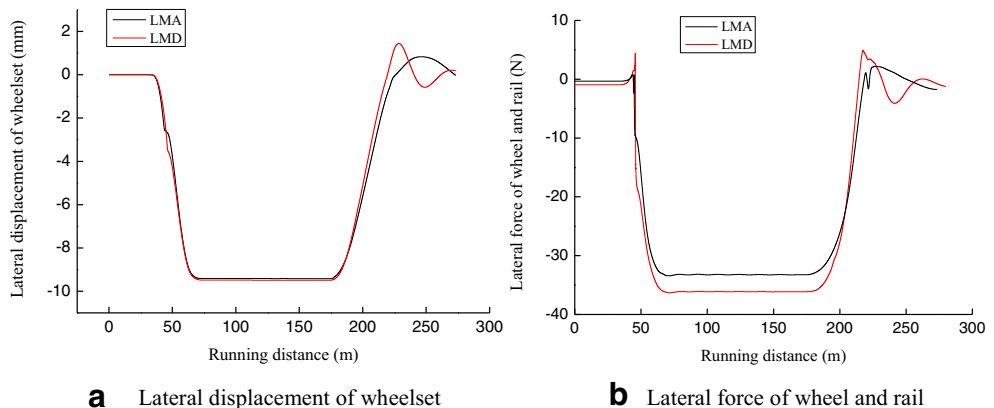 LMA
LMD
Lateral displacement of wheelset (mm)
2
0
-2
-4
-6
-8
-10
0
50
100
150
200
250
300
Running distance (m)
a Lateral displacement of wheelset
LMA
LMD
Lateral force of wheel and rail (N)
10
0
-10
-20
-30
-40
0
50
100
150
200
250
300
Running distance (m)
b Lateral force of wheel and rail